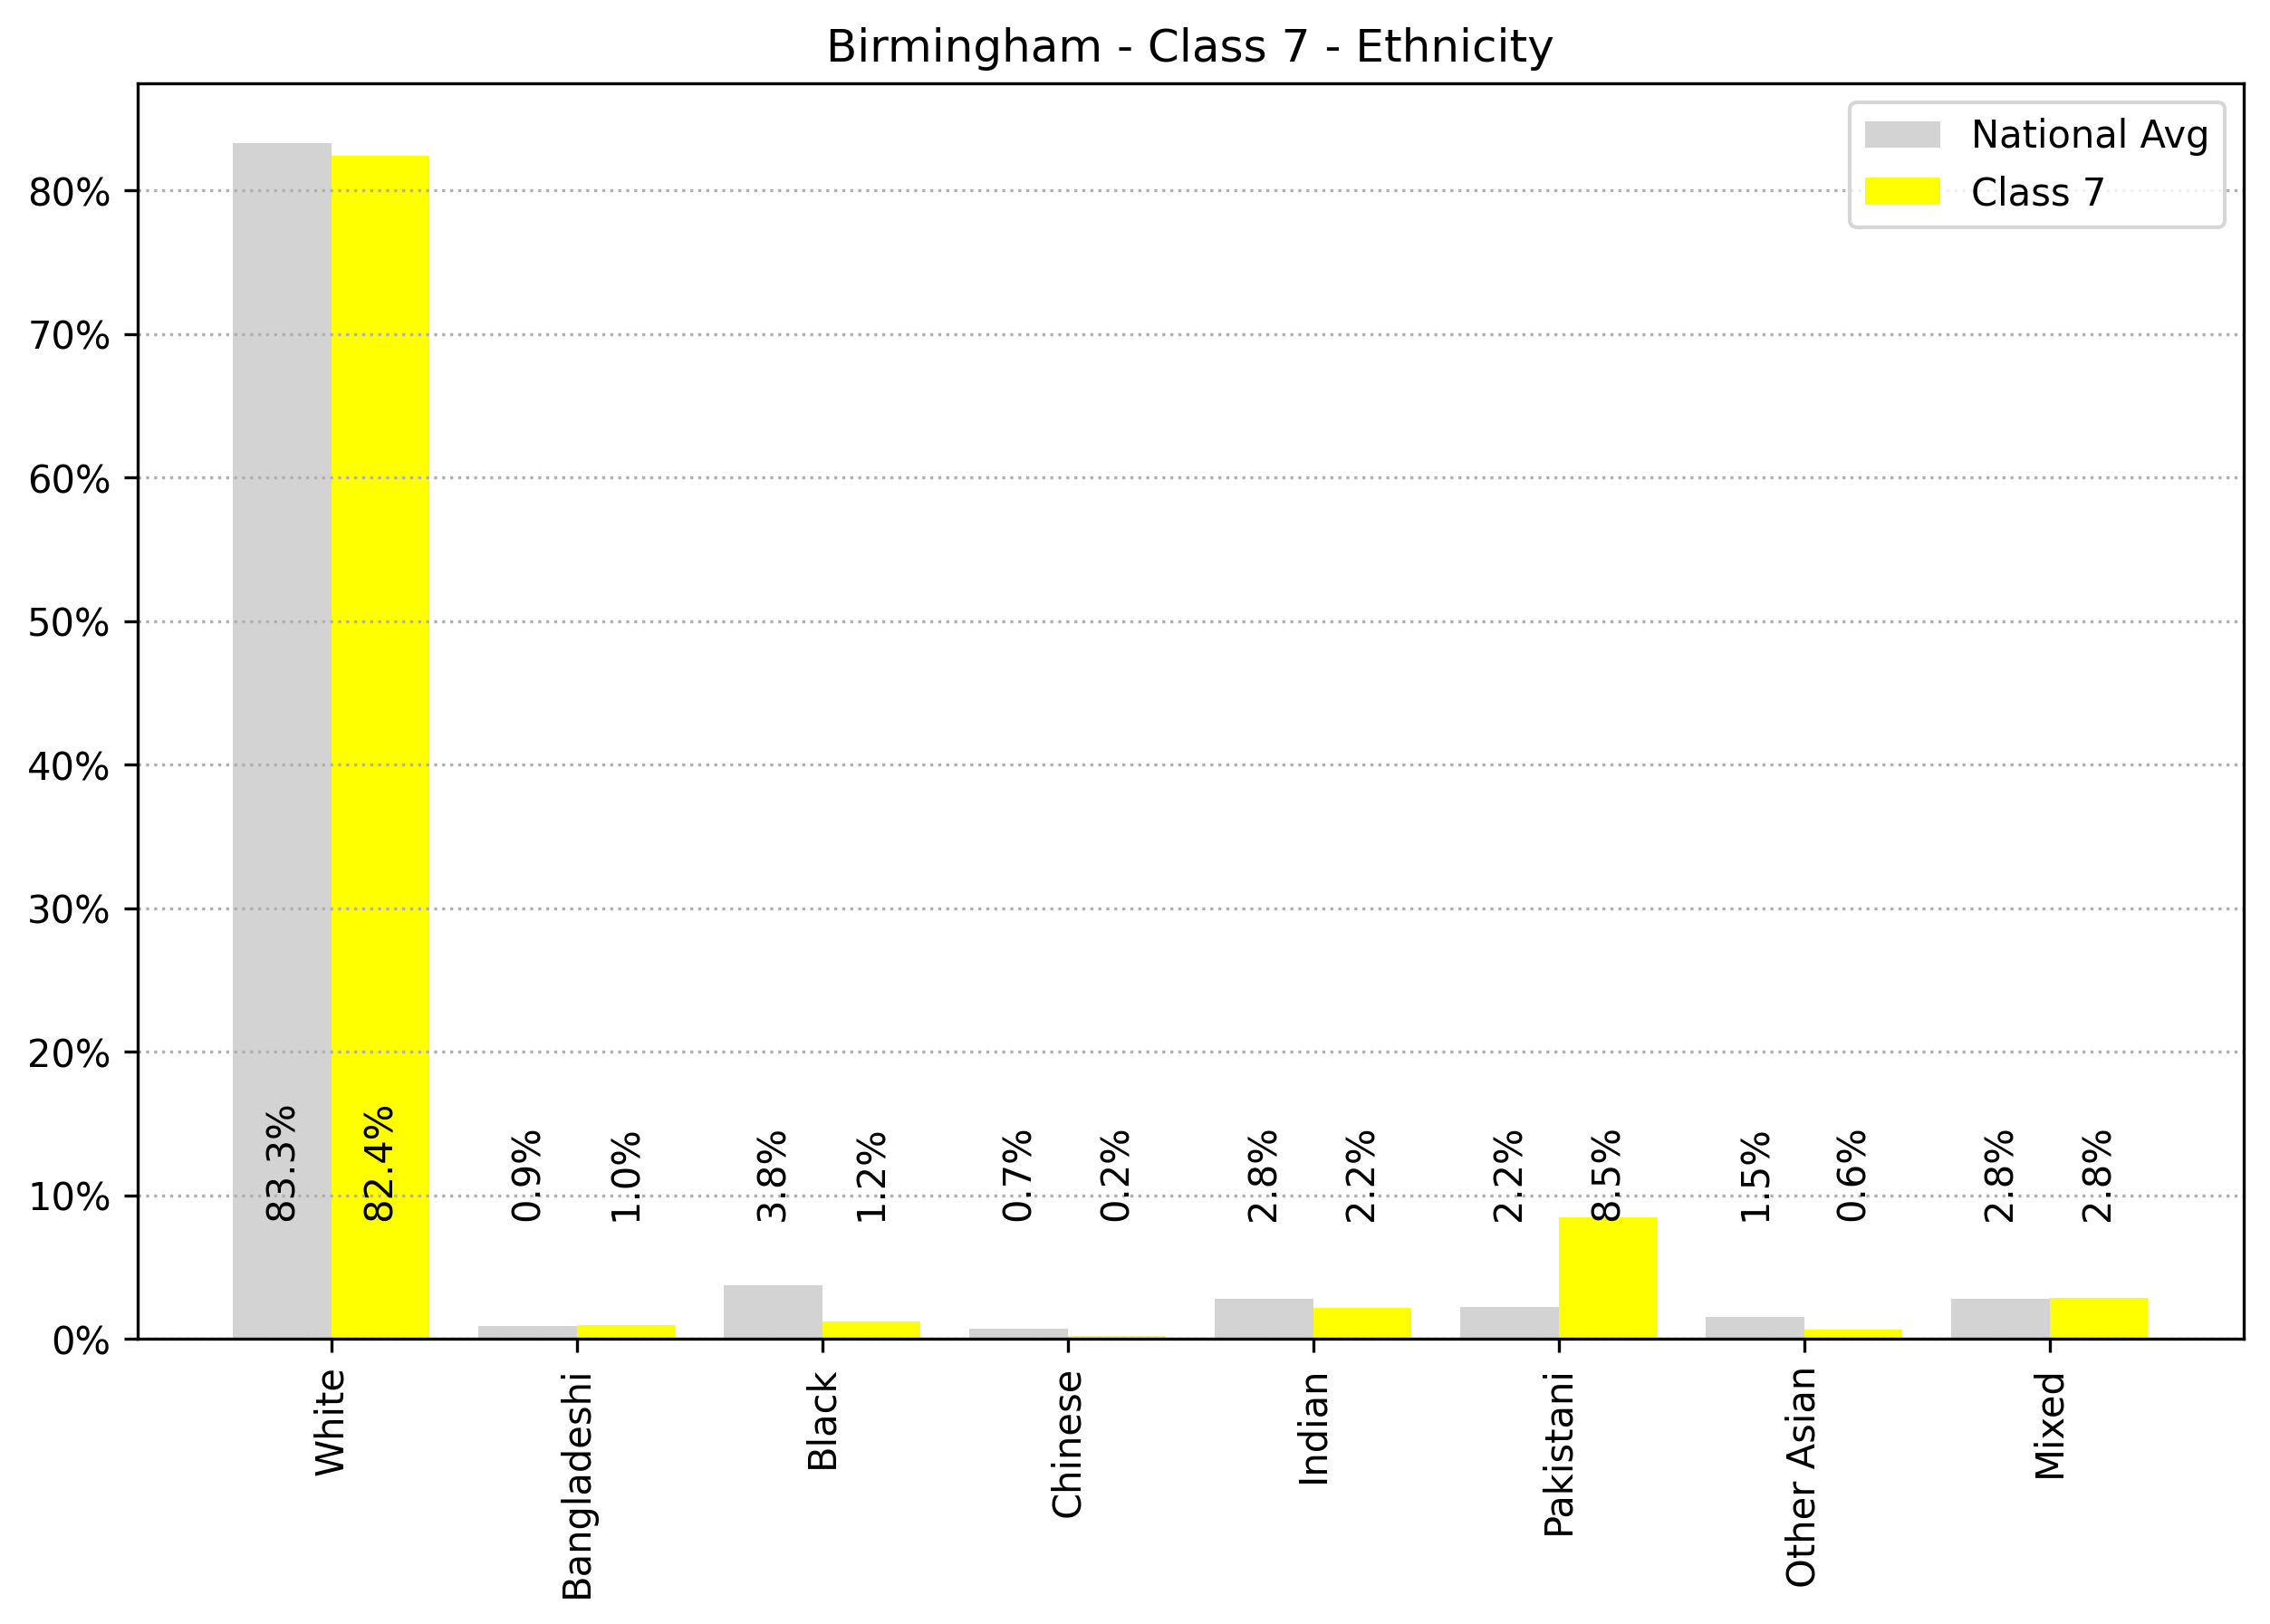 Birmingham - Class 7 - Ethnicity
National Avg
Class 7
80%
70%
60%
50%
40%
30%
20%
10%
0%
83.3%
82.4%
0.9%
1.0%
3.8%
1.2%
0.7%
0.2%
2.8%
2.2%
2.2%
8.5%
1.5%
0.6%
2.8%
2.8%
White
Bangladeshi
Black
Chinese
Indian
Pakistani
Other Asian
Mixed